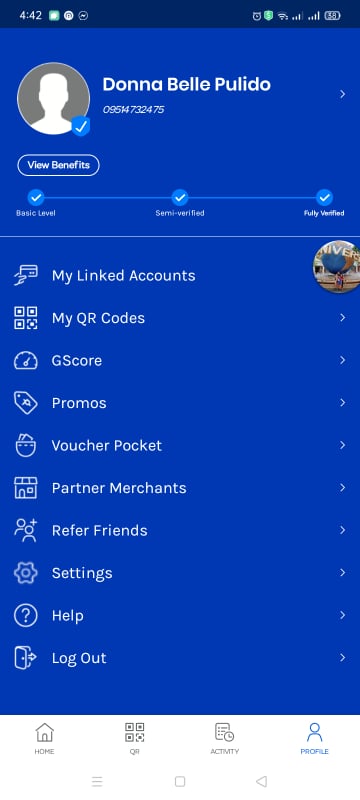 4:42
38
Donna Belle Pulido
09514732475
View Benefits
Basic Level
Semi-verified
Fully Verified
My Linked Accounts
My QR Codes
GScore
Promos
Voucher Pocket
Partner Merchants
Refer Friends
Settings
Help
Log Out
HOME
QR
ACTIVITY
PROFILE